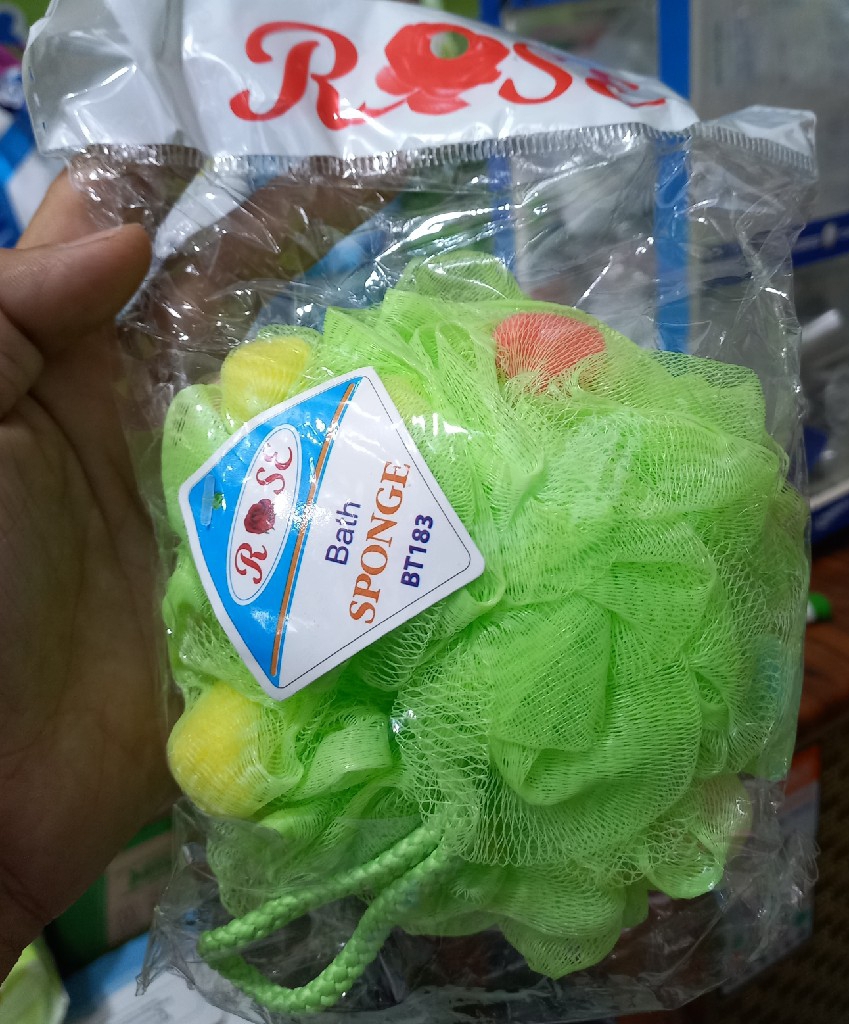 ROSE
ROSE
Bath
SPONGE
BT183